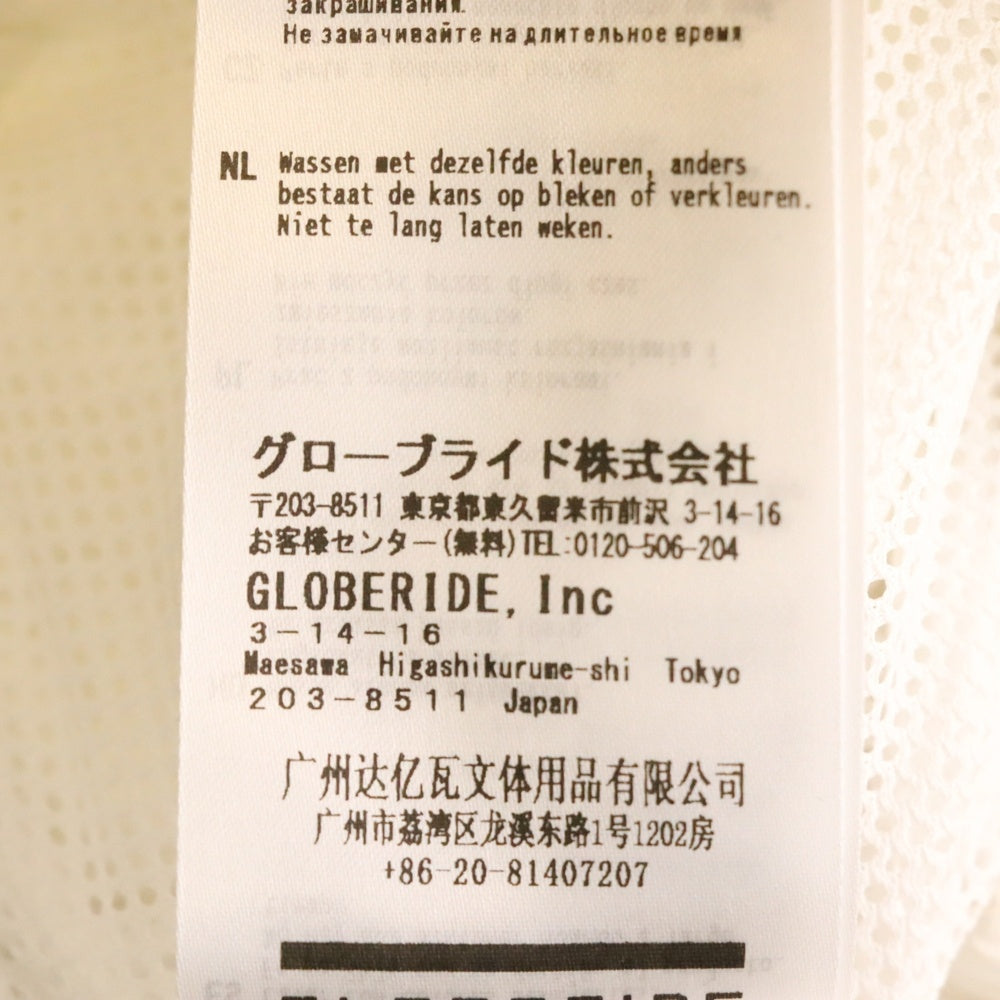 закрашивания.
Не замачивайте на длительное время
NL Wassen met dezelfde kleuren, anders
bestaat de kans op bleken of verkleuren.
Niet te lang laten weken.
グローブライド株式会社
〒203-8511 東京都東久留米市前沢 3-14-16
お客様センター(無料)TEL:0120-506-204
GLOBERIDE, Inc
3-14-16
Maesawa Higashikurume-shi Tokyo
203-8511 Japan
广州达亿瓦文体用品有限公司
广州市荔湾区龙溪东路1号1202房
+86-20-81407207